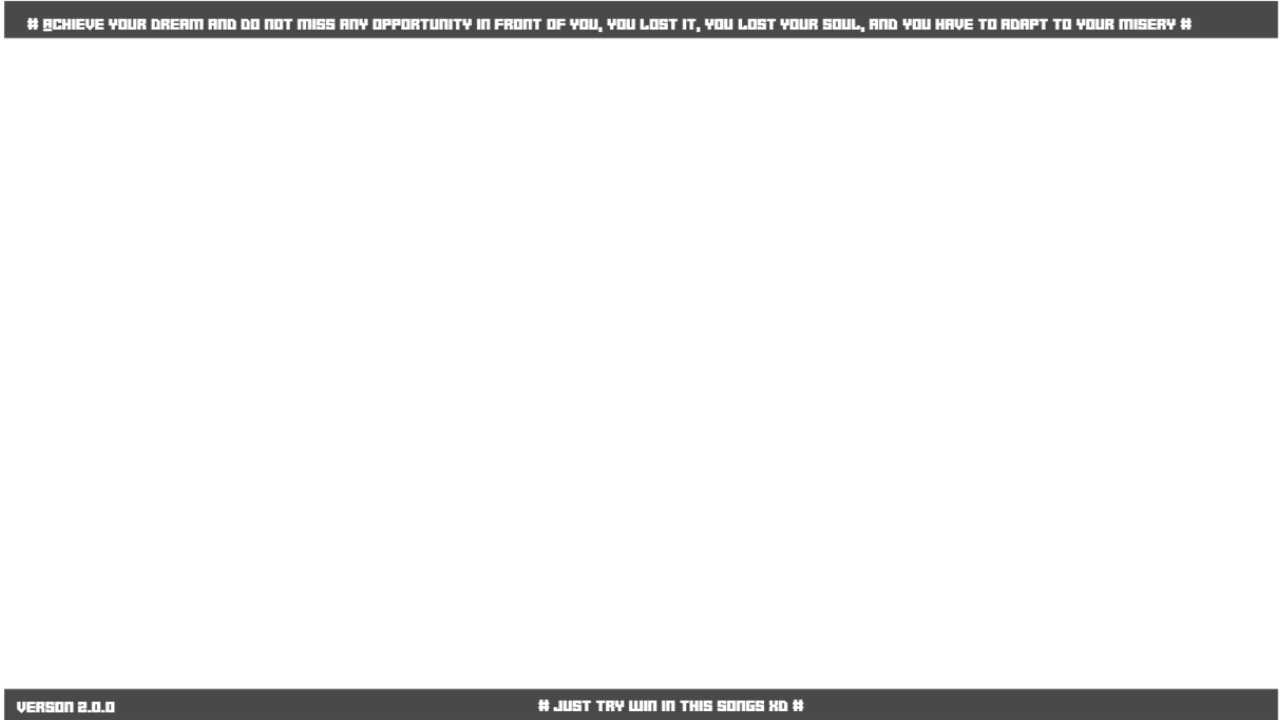 # ACHIEVE YOUR DREAM AND DO NOT MISS ANY OPPORTUNITY IN FRONT OF YOU, YOU LOST IT, YOU LOST YOUR SOUL, AND YOU HAVE TO ADAPT TO YOUR MISERY #
VERSON 2.0.0
# JUST TRY WIN IN THIS SONGS XD #